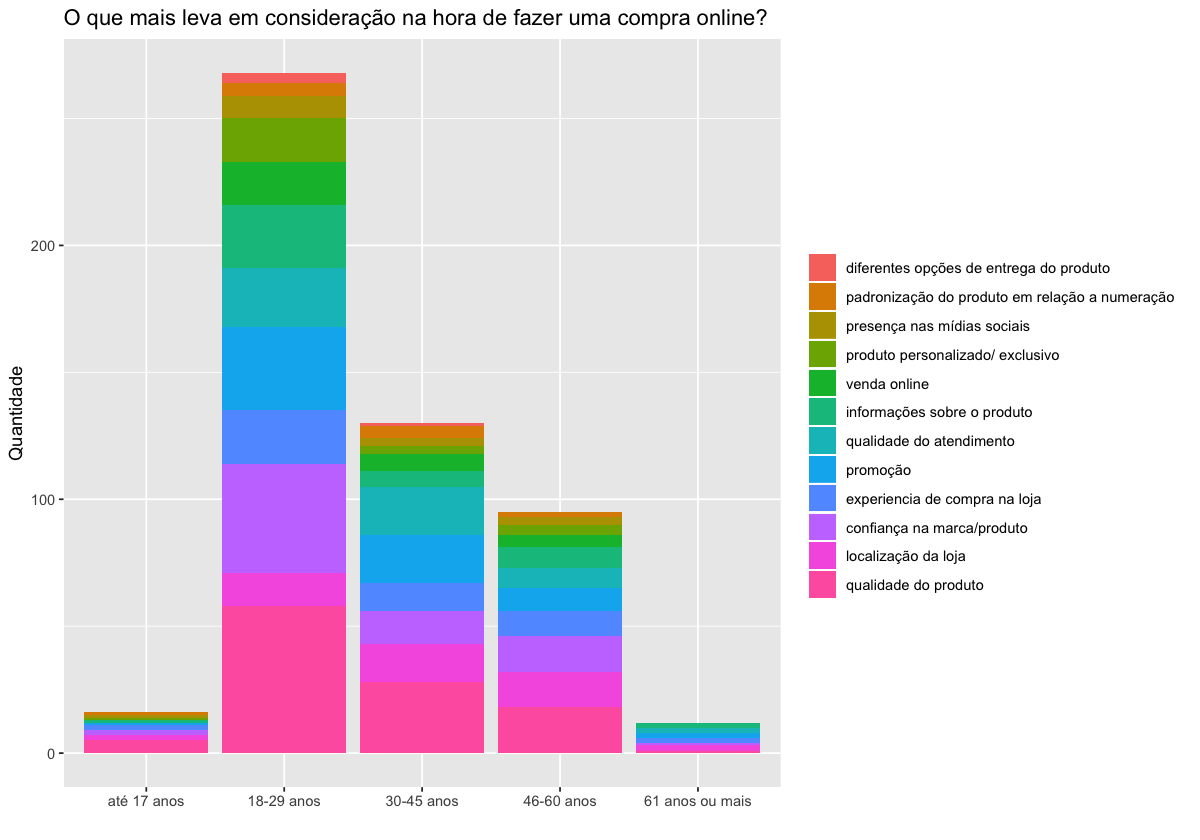 O que mais leva em consideração na hora de fazer uma compra online?
Quantidade
200
100
0
até 17 anos
18-29 anos
30-45 anos
46-60 anos
61 anos ou mais
diferentes opções de entrega do produto
padronização do produto em relação a numeração
presença nas mídias sociais
produto personalizado/ exclusivo
venda online
informações sobre o produto
qualidade do atendimento
promoção
experiencia de compra na loja
confiança na marca/produto
localização da loja
qualidade do produto